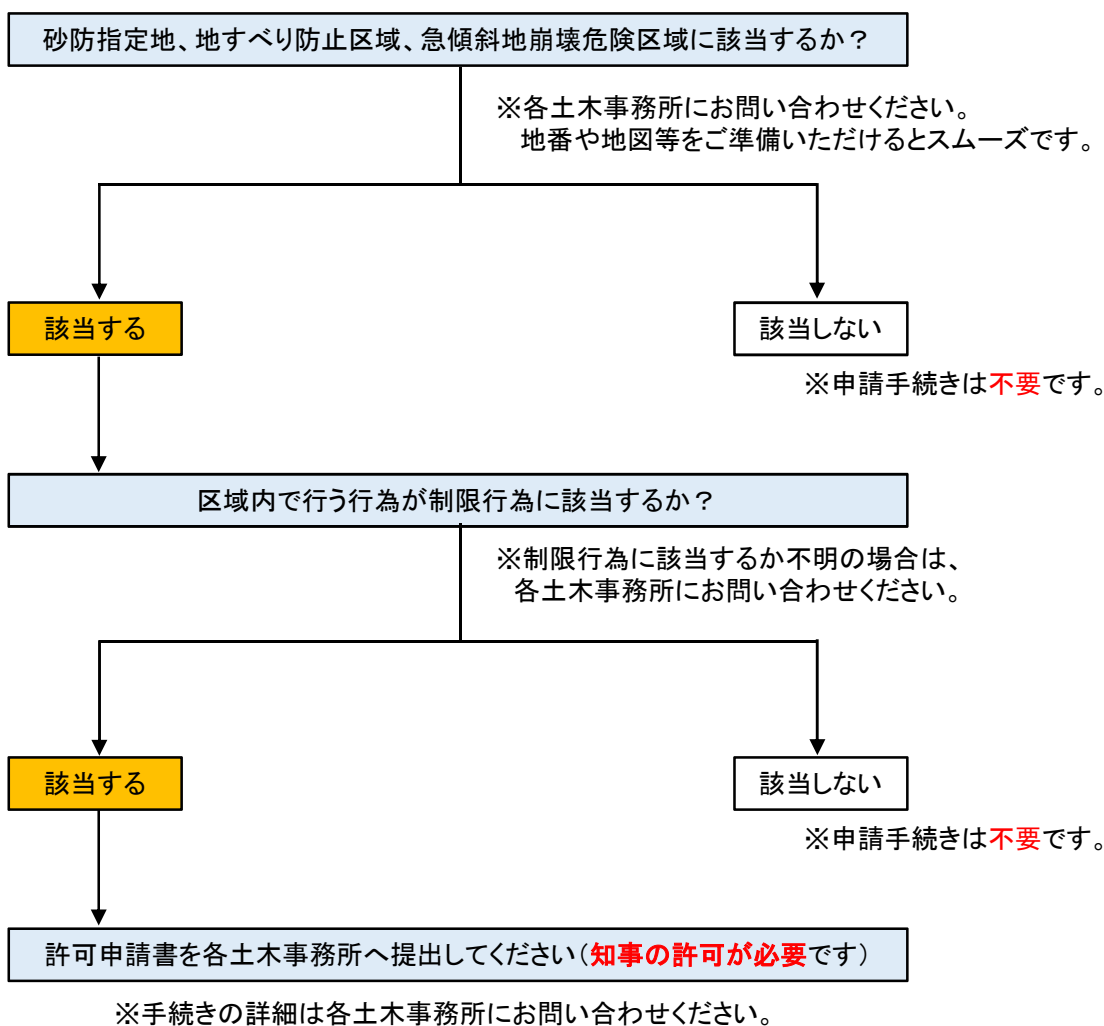 砂防指定地、地すべり防止区域、急傾斜地崩壊危険区域に該当するか？
※各土木事務所にお問い合わせください。
地番や地図等をご準備いただけるとスムーズです。
該当する
該当しない
※申請手続きは不要です。
区域内で行う行為が制限行為に該当するか？
※制限行為に該当するか不明の場合は、
各土木事務所にお問い合わせください。
該当する
該当しない
※申請手続きは不要です。
許可申請書を各土木事務所へ提出してください（知事の許可が必要です）
※手続きの詳細は各土木事務所にお問い合わせください。